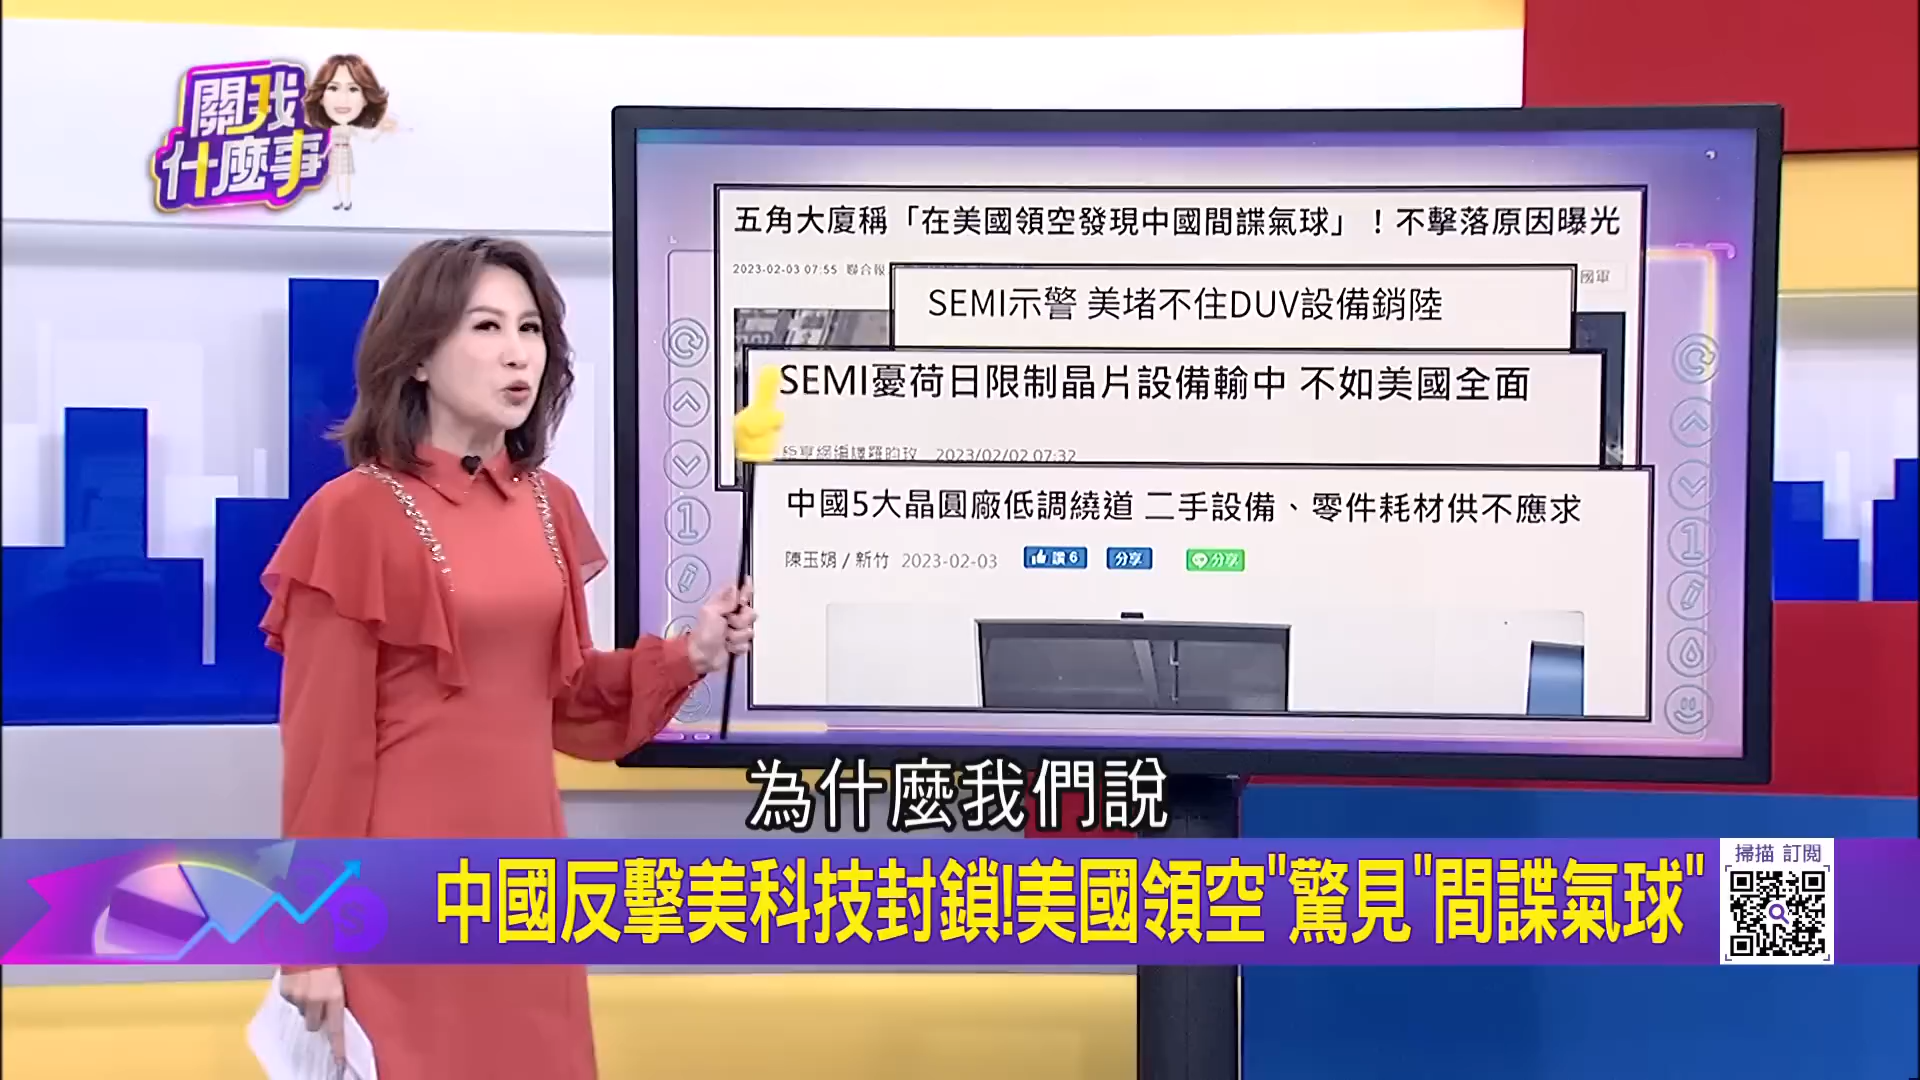 關我
什麼事
五角大廈稱「在美國領空發現中國間諜氣球」！不擊落原因曝光
2023-02-03 07:55 聯合報
國軍
SEMI示警 美堵不住DUV設備銷陸
SEMI憂荷日限制晶片設備輸中 不如美國全面
2023/02/02 07:32
中國5大晶圓廠低調繞道 二手設備、零件耗材供不應求
陳玉娟 / 新竹 2023-02-03 讚 6 分享 分享
為什麼我們說
中國反擊美科技封鎖!美國領空"驚見"間諜氣球"
掃描 訂閱